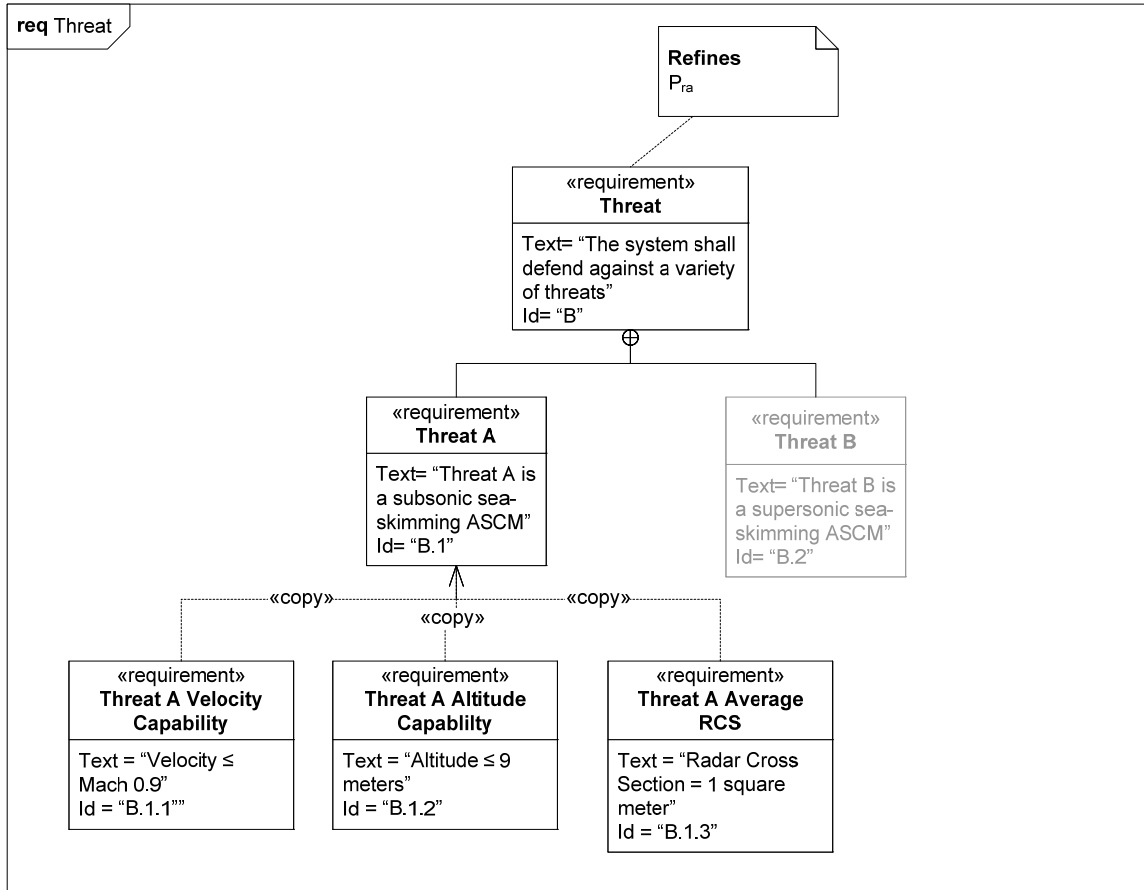 req Threat
Refines
Pra
«requirement»
Threat
Text= “The system shall
defend against a variety
of threats”
Id= “B”
«requirement»
Threat A
Text= “Threat A is
a subsonic sea-
skimming ASCM”
Id= “B.1”
«requirement»
Threat B
Text= “Threat B is
a supersonic sea-
skimming ASCM”
Id= “B.2”
«copy»
«copy»
«copy»
«requirement»
Threat A Velocity
Capability
Text = “Velocity ≤
Mach 0.9”
Id = “B.1.1””
«requirement»
Threat A Altitude
Capablilty
Text = “Altitude ≤ 9
meters”
Id = “B.1.2”
«requirement»
Threat A Average
RCS
Text = “Radar Cross
Section = 1 square
meter”
Id = “B.1.3”